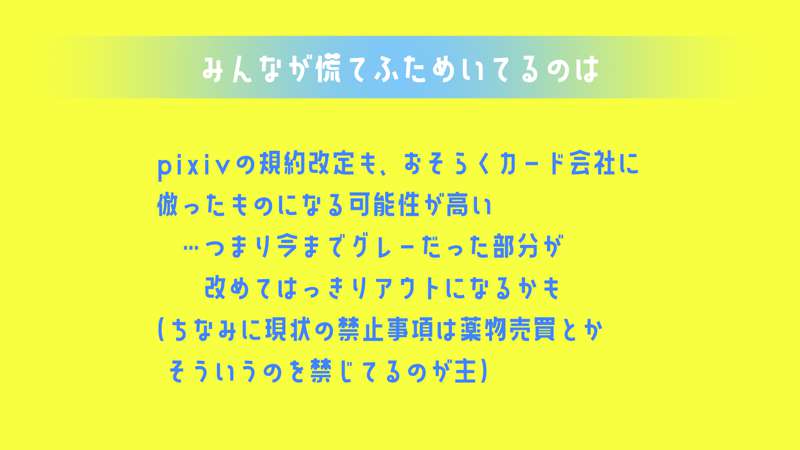 みんなが慌てふためいてるのは
pixivの規約改定も、おそらくカード会社に
倣ったものになる可能性が高い
…つまり今までグレーだった部分が
改めてはっきりアウトになるかも
(ちなみに現状の禁止事項は薬物売買とか
そういうのを禁じてるのが主)